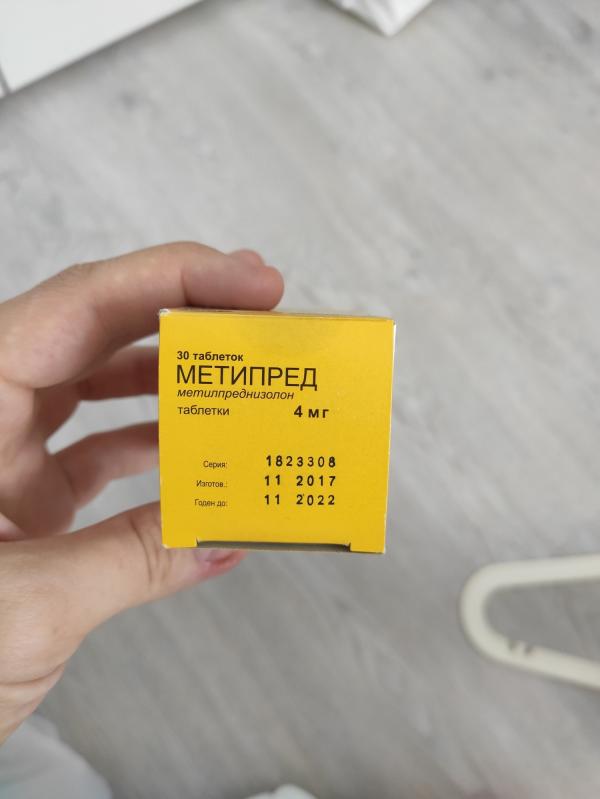 30 таблеток
МЕТИПРЕД
метилпреднизолон
таблетки 4 мг
Серия: 1823308
Изготов.: 11 2017
Годен до: 11 2022